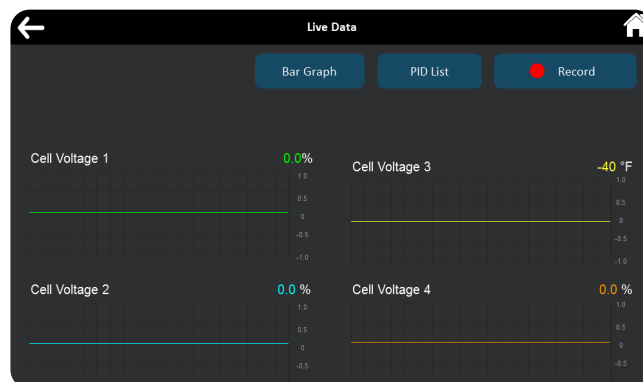 Live Data
Bar Graph
PID List
Record
Cell Voltage 1
0.0%
1.0
0.5
0
-0.5
-1.0
Cell Voltage 3
-40 °F
1.0
0.5
0
-0.5
-1.0
Cell Voltage 2
0.0 %
1.0
0.5
0
-0.5
Cell Voltage 4
0.0 %
1.0
0.5
0
-0.5